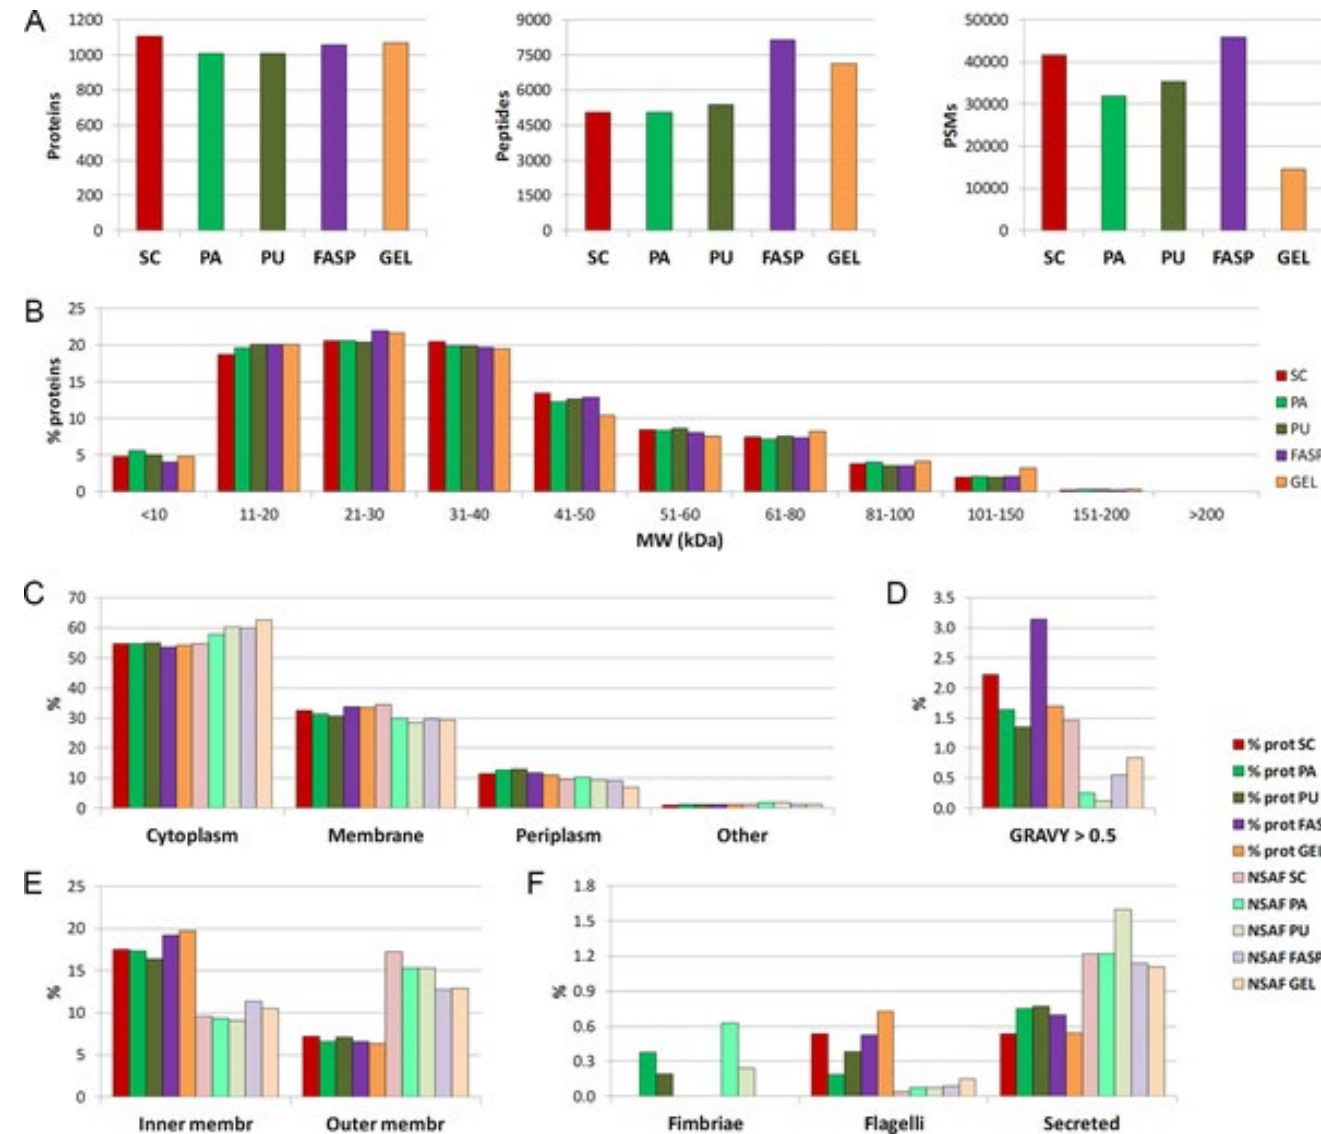 A
1200
1000
800
600
400
200
0
Proteins
SC PA PU FASP GEL
9000
7500
6000
4500
3000
1500
0
Peptides
SC PA PU FASP GEL
50000
40000
30000
20000
10000
0
PSMs
SC PA PU FASP GEL
B
25
20
15
10
5
0
% proteins
<10 11-20 21-30 31-40 41-50 51-60 61-80 81-100 101-150 151-200 >200
MW (kDa)
SC
PA
PU
FASP
GEL
C
70
60
50
40
30
20
10
0
%
Cytoplasm Membrane Periplasm Other
D
3.5
3.0
2.5
2.0
1.5
1.0
0.5
0.0
%
GRAVY > 0.5
% prot SC
% prot PA
% prot PU
% prot FAS
% prot GEL
NSAF SC
NSAF PA
NSAF PU
NSAF FASP
NSAF GEL
E
25
20
15
10
5
0
%
Inner membr Outer membr
F
1.8
1.5
1.2
0.9
0.6
0.3
0.0
%
Fimbriae Flagelli Secreted